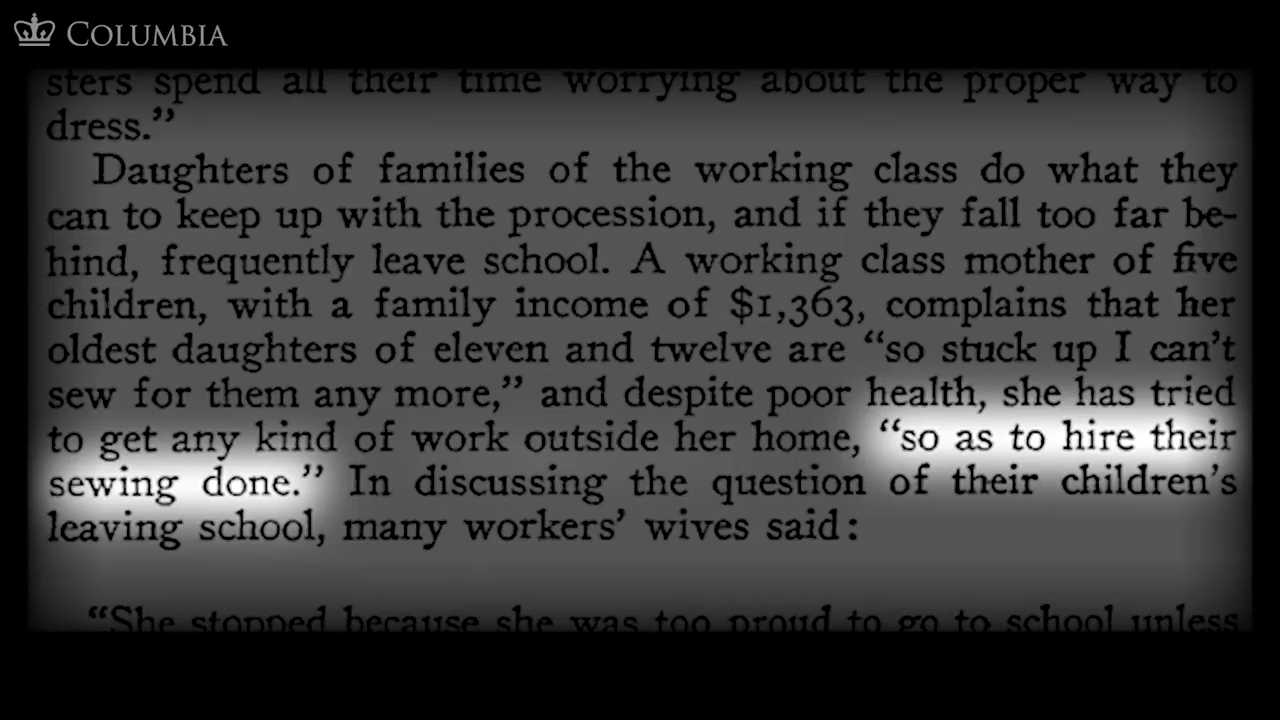 COLUMBIA
sters spend all their time worrying about the proper way to
dress.”
Daughters of families of the working class do what they
can to keep up with the procession, and if they fall too far be-
hind, frequently leave school. A working class mother of five
children, with a family income of $1,363, complains that her
oldest daughters of eleven and twelve are “so stuck up I can’t
sew for them any more,” and despite poor health, she has tried
to get any kind of work outside her home, “so as to hire their
sewing done.” In discussing the question of their children’s
leaving school, many workers’ wives said:
“She stopped because she was too proud to go to school unless